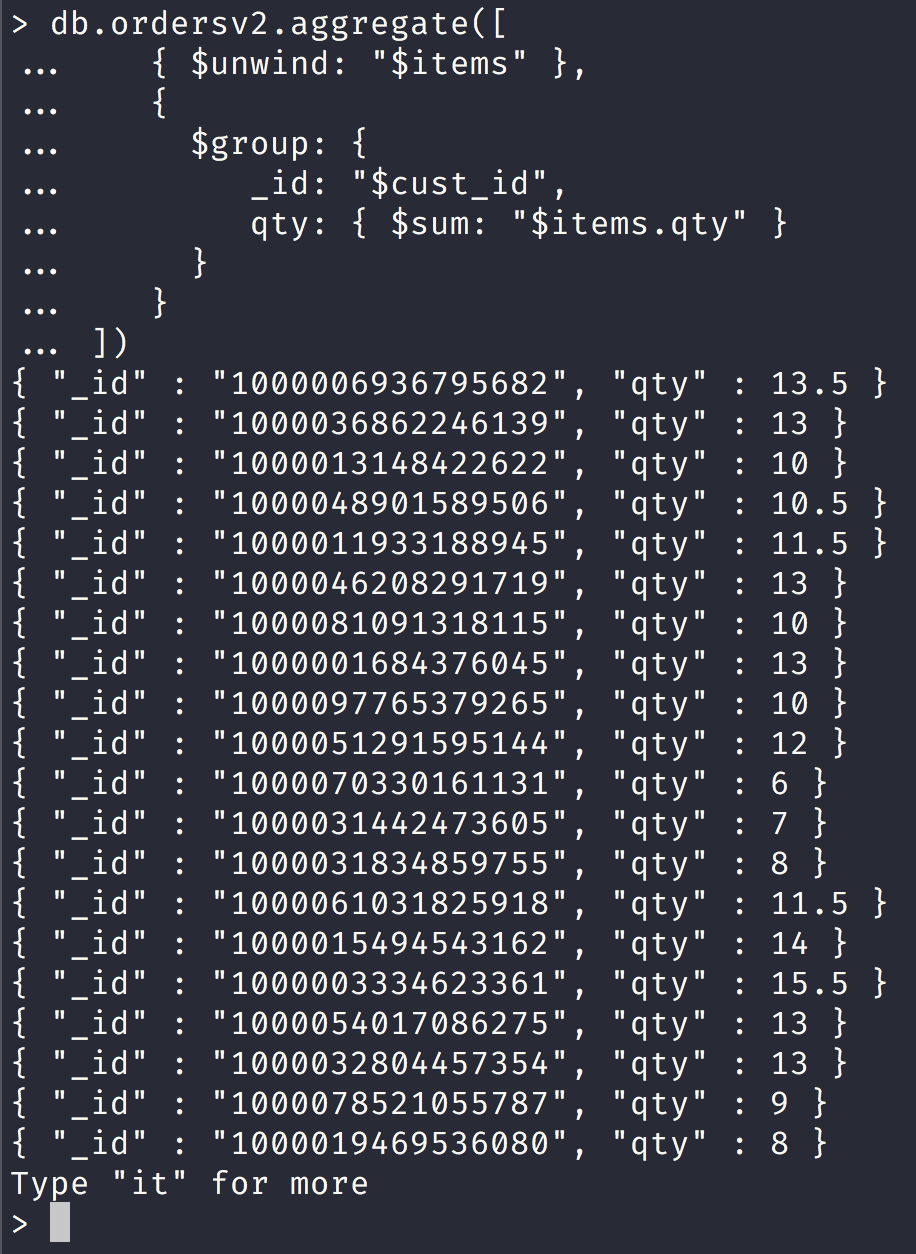 > db.ordersv2.aggregate([
...     { $unwind: "$items" },
...     {
...       $group: {
...          _id: "$cust_id",
...          qty: { $sum: "$items.qty" }
...       }
...     }
... ])
{ "_id" : "1000006936795682", "qty" : 13.5 }
{ "_id" : "1000036862246139", "qty" : 13 }
{ "_id" : "1000013148422622", "qty" : 10 }
{ "_id" : "1000048901589506", "qty" : 10.5 }
{ "_id" : "1000011933188945", "qty" : 11.5 }
{ "_id" : "1000046208291719", "qty" : 13 }
{ "_id" : "1000081091318115", "qty" : 10 }
{ "_id" : "1000001684376045", "qty" : 13 }
{ "_id" : "1000097765379265", "qty" : 10 }
{ "_id" : "1000051291595144", "qty" : 12 }
{ "_id" : "1000070330161131", "qty" : 6 }
{ "_id" : "1000031442473605", "qty" : 7 }
{ "_id" : "1000031834859755", "qty" : 8 }
{ "_id" : "1000061031825918", "qty" : 11.5 }
{ "_id" : "1000015494543162", "qty" : 14 }
{ "_id" : "1000003334623361", "qty" : 15.5 }
{ "_id" : "1000054017086275", "qty" : 13 }
{ "_id" : "1000032804457354", "qty" : 13 }
{ "_id" : "1000078521055787", "qty" : 9 }
{ "_id" : "1000019469536080", "qty" : 8 }
Type "it" for more
>